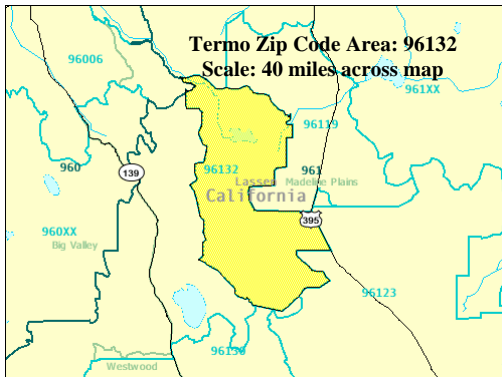 Termo Zip Code Area: 96132
Scale: 40 miles across map
96006
961XX
96119
960
139
96132
961
Lassen
Madeline Plains
California
395
960XX
Big Valley
96123
96130
Westwood